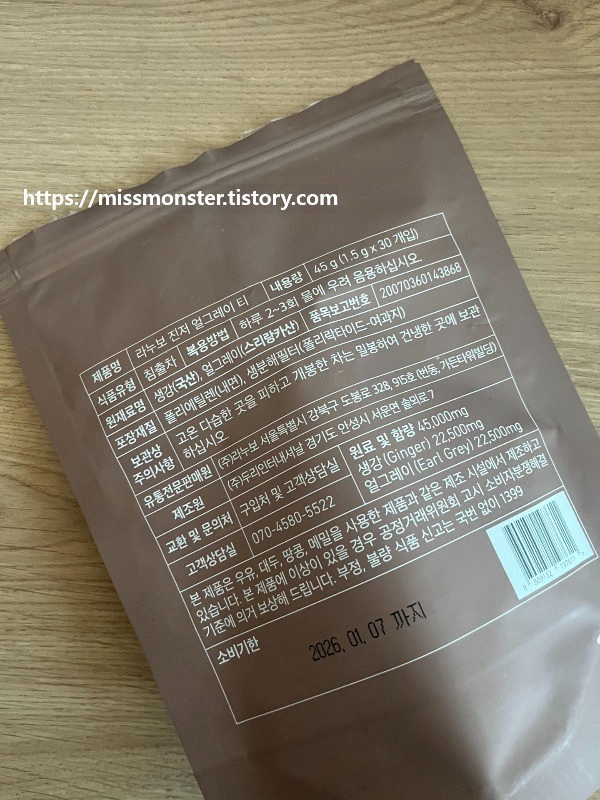 https://missmonster.tistory.com
제품명 라누보 진저 얼그레이 티 내용량 45 g (1.5 g x 30 개입)
식품유형 침출차 복용방법 하루 2~3회 물에 우려 음용하십시오
원재료명 생강(국산), 얼그레이(스리랑카산) 품목보고번호 20070360143868
포장재질 폴리에틸렌(내면), 생분해필터(폴리락타이드-여과지)
보관상 주의사항 고온 다습한 곳을 피하고 개봉한 차는 밀봉하여 건냉한 곳에 보관
하십시오.
유통전문판매원 (주)라누보 서울특별시 강북구 도봉로 328, 915호 (번동, 가든타워빌딩)
제조원 (주)두리인터내셔널 경기도 안성시 서운면 솔외로 7
교환 및 문의처 구입처 및 고객상담실
고객상담실 070-4580-5522
원료 및 함량 45,000mg
생강 (Ginger) 22,500mg
얼그레이 (Earl Grey) 22,500mg
본 제품은 우유, 대두, 땅콩, 메밀을 사용한 제품과 같은 제조 시설에서 제조하고
있습니다. 본 제품에 이상이 있을 경우 공정거래위원회 고시 소비자분쟁해결
기준에 의거 보상해 드립니다. 부정, 불량 식품 신고는 국번 없이 1399
소비기한
2026. 01. 07 까지